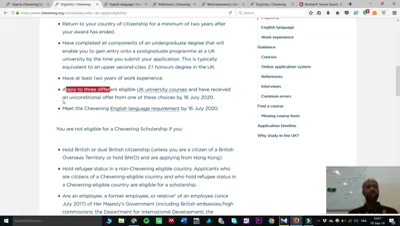 Return to your country of citizenship for a minimum of two years after
your award has ended.
Have completed all components of an undergraduate degree that will
enable you to gain entry onto a postgraduate programme at a UK
university by the time you submit your application. This is typically
equivalent to an upper second-class 2:1 honours degree in the UK.
Have at least two years of work experience.
Apply to three different eligible UK university courses and have received
an unconditional offer from one of these choices by 16 July 2020.
Meet the Chevening English language requirement by 16 July 2020.
You are not eligible for a Chevening Scholarship if you:
Hold British or dual British citizenship (unless you are a citizen of a
British Overseas Territory or hold BN(O) and are applying from Hong Kong).
Hold refugee status in a non-Chevening eligible country. Applicants who
are citizens of a Chevening country and who hold refugee status in
a Chevening-eligible country are eligible for a scholarship.
Are an employee, a former employee, or relative* of an employee (since
July 2017) of Her Majesty's Government (including British embassies/high
commissions, the Department for International Development, the
Eligibility
English language
Work experience
Guidance
Courses
Online application system
References
Interviews
Common errors
Find a course
Missing course form
Application timeline
Why study in the UK?